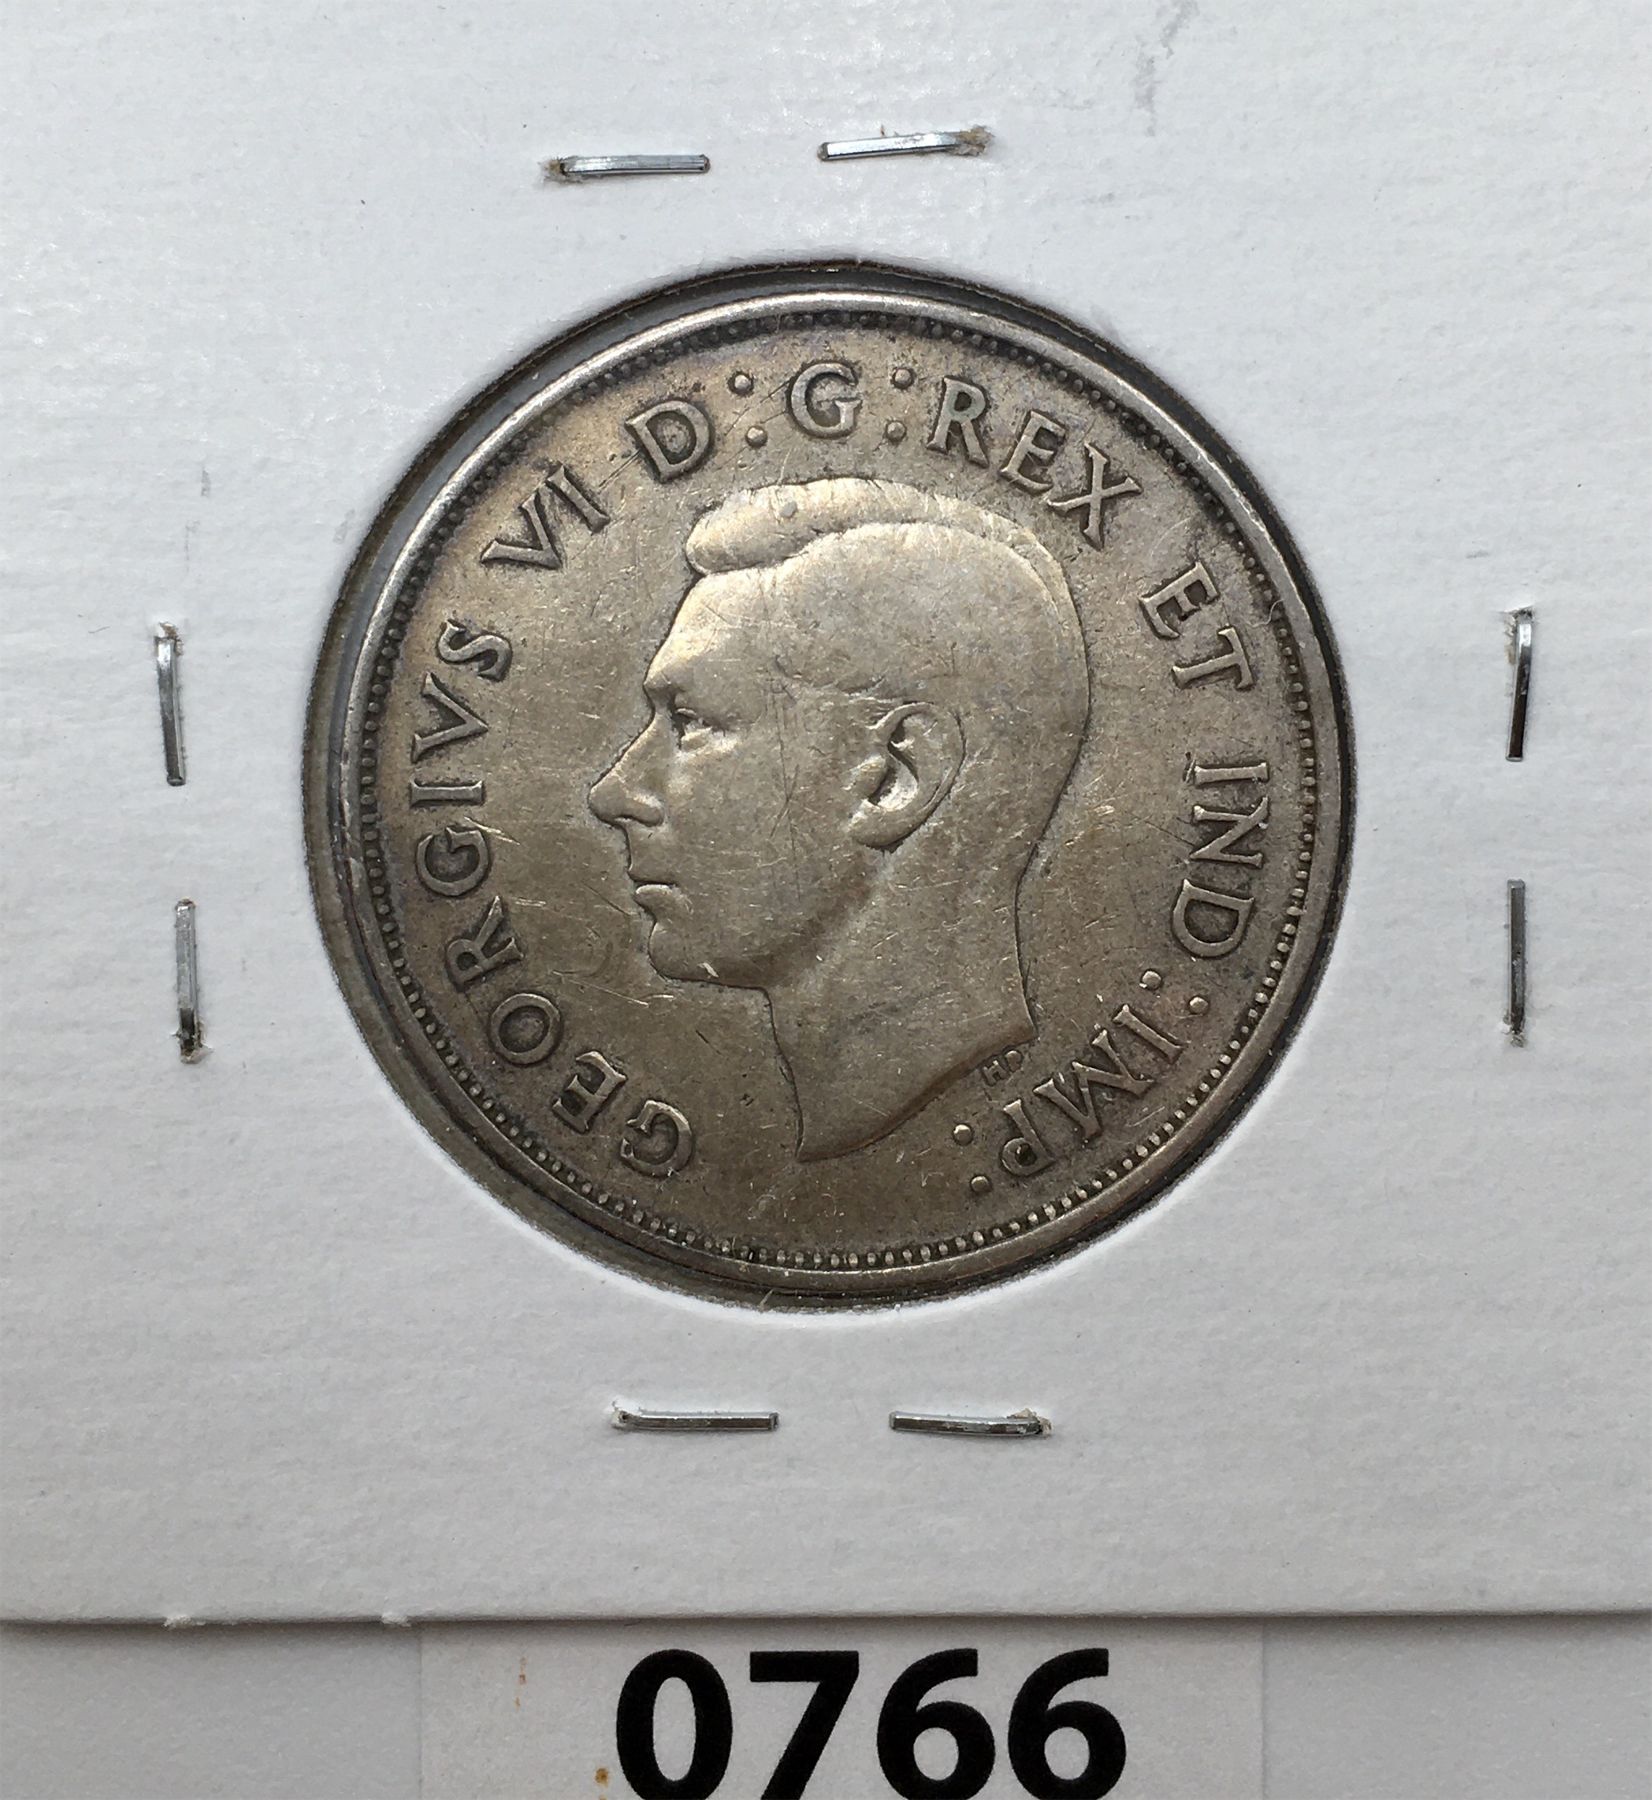 GEORGIVS VI D:G:REX ET IND:IMP:
HP
0766